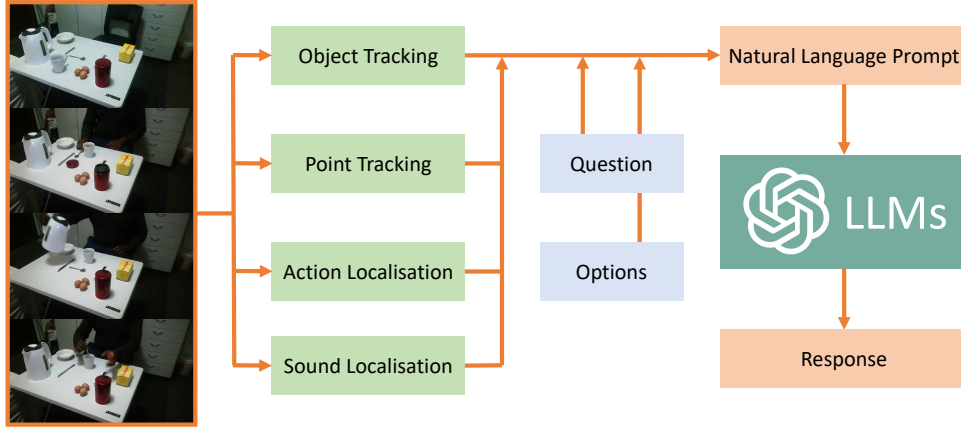 Object Tracking
Point Tracking
Action Localisation
Sound Localisation
Question
Options
Natural Language Prompt
LLMs
Response